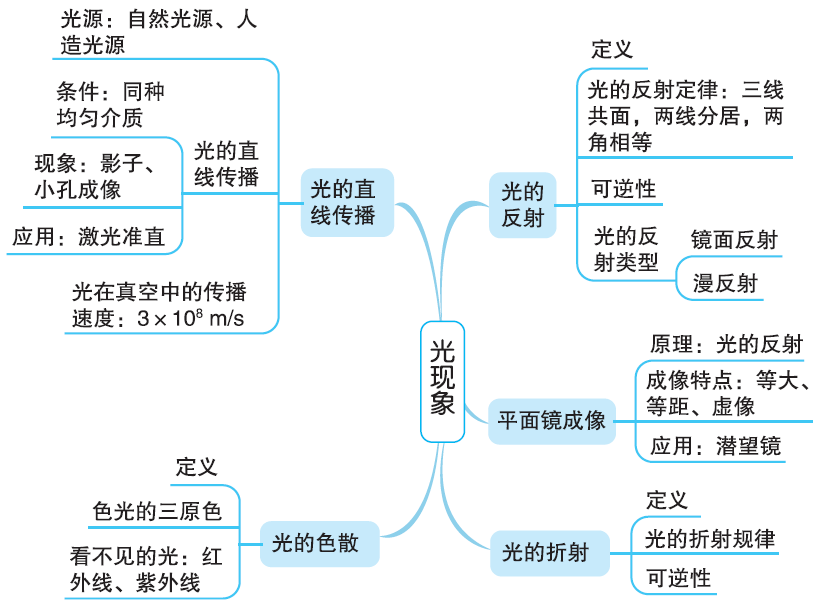 光现象
光的直
线传播
光源：自然光源、人
造光源
光的直
线传播
条件：同种
均匀介质
现象：影子、
小孔成像
应用：激光准直
光在真空中的传播
速度：3×10⁸ m/s
光的
反射
定义
光的反射定律：三线
共面，两线分居，两
角相等
可逆性
光的反
射类型
镜面反射
漫反射
平面镜成像
原理：光的反射
成像特点：等大、
等距、虚像
应用：潜望镜
光的色散
定义
色光的三原色
看不见的光：红
外线、紫外线
光的折射
定义
光的折射规律
可逆性